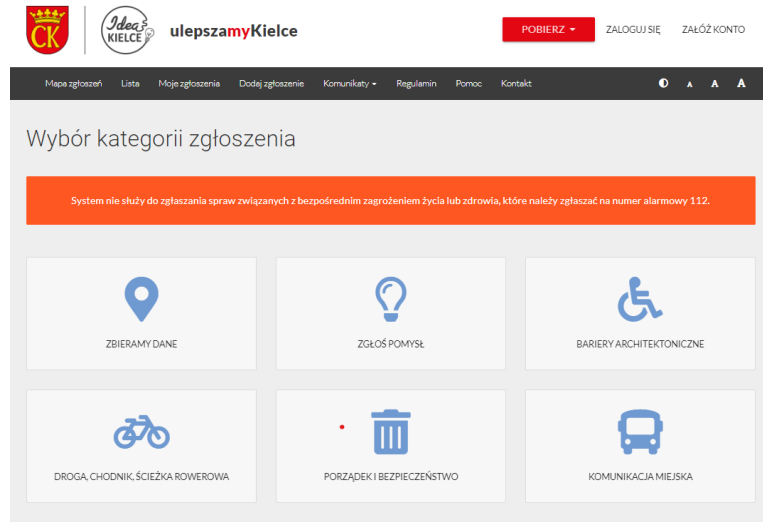 CK
Idea
KIELCE
ulepszamyKielce
POBIERZ
ZALOGUJ SIĘ
ZAŁÓŻ KONTO
Mapa zgłoszeń
Lista
Moje zgłoszenia
Dodaj zgłoszenie
Komunikaty
Regulamin
Pomoc
Kontakt
A
A
A
Wybór kategorii zgłoszenia
System nie służy do zgłaszania spraw związanych z bezpośrednim zagrożeniem życia lub zdrowia, które należy zgłaszać na numer alarmowy 112.
ZBIERAMY DANE
ZGŁOŚ POMYSŁ
BARIERY ARCHITEKTONICZNE
DROGA, CHODNIK, ŚCIEŻKA ROWEROWA
PORZĄDEK I BEZPIECZEŃSTWO
KOMUNIKACJA MIEJSKA